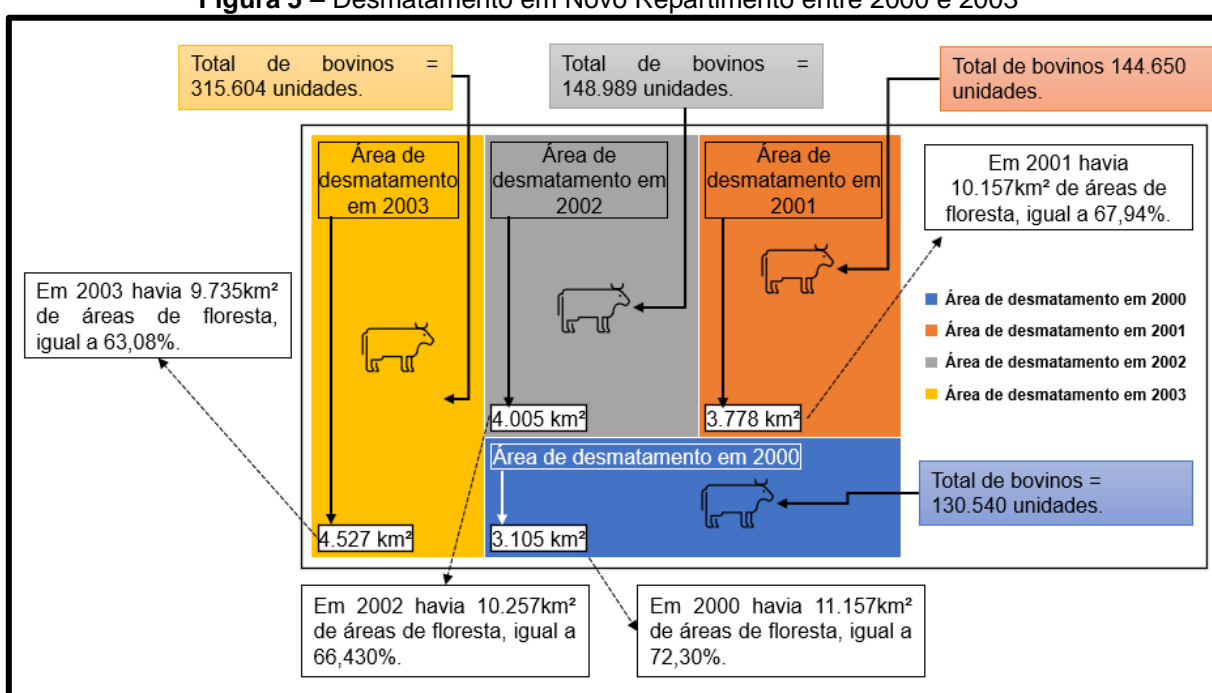 Figura 5 – Desmatamento em Novo Repartimento entre 2000 e 2003
Total de bovinos =
315.604 unidades.
Total de bovinos =
148.989 unidades.
Total de bovinos 144.650
unidades.
Área de
desmatamento
em 2003
Área de
desmatamento em
2002
Área de
desmatamento em
2001
Em 2001 havia
10.157km² de áreas de
floresta, igual a 67,94%.
Em 2003 havia 9.735km²
de áreas de floresta,
igual a 63,08%.
Área de desmatamento em 2000
Área de desmatamento em 2001
Área de desmatamento em 2002
Área de desmatamento em 2003
4.005 km²
3.778 km²
Área de desmatamento em 2000
Total de bovinos =
130.540 unidades.
4.527 km²
3.105 km²
Em 2002 havia 10.257km²
de áreas de floresta, igual a
66,430%.
Em 2000 havia 11.157km²
de áreas de floresta, igual a
72,30%.